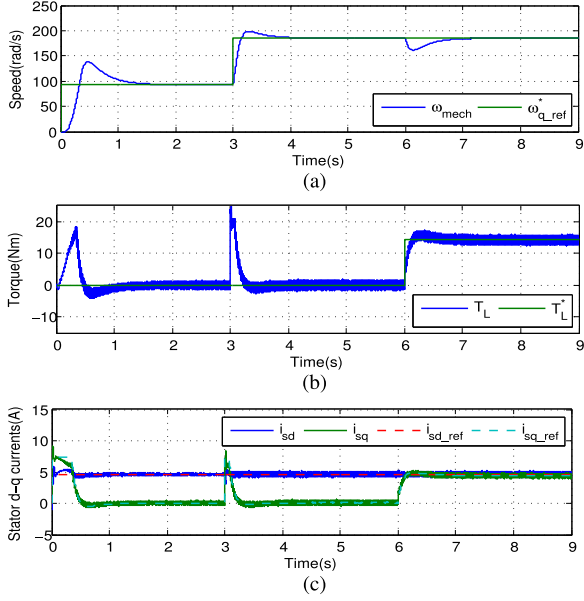 250
200
150
100
50
0
Speed(rad/s)
ω_mech
ω*_q_ref
0 1 2 3 4 5 6 7 8 9
Time(s)
(a)
20
10
0
−10
Torque(Nm)
T_L
T*_L
0 1 2 3 4 5 6 7 8 9
Time(s)
(b)
15
10
5
0
−5
Stator d−q currents(A)
i_sd
i_sq
i_sd_ref
i_sq_ref
0 1 2 3 4 5 6 7 8 9
Time(s)
(c)